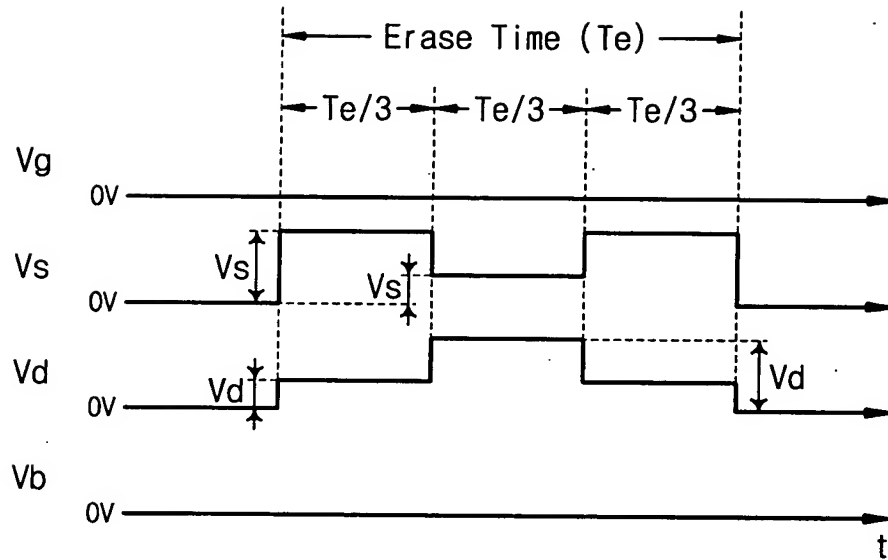 Erase Time (Te)
Te/3 Te/3 Te/3
Vg
0V
Vs
Vs
Vs
0V
Vd
Vd
Vd
0V
Vb
0V
t